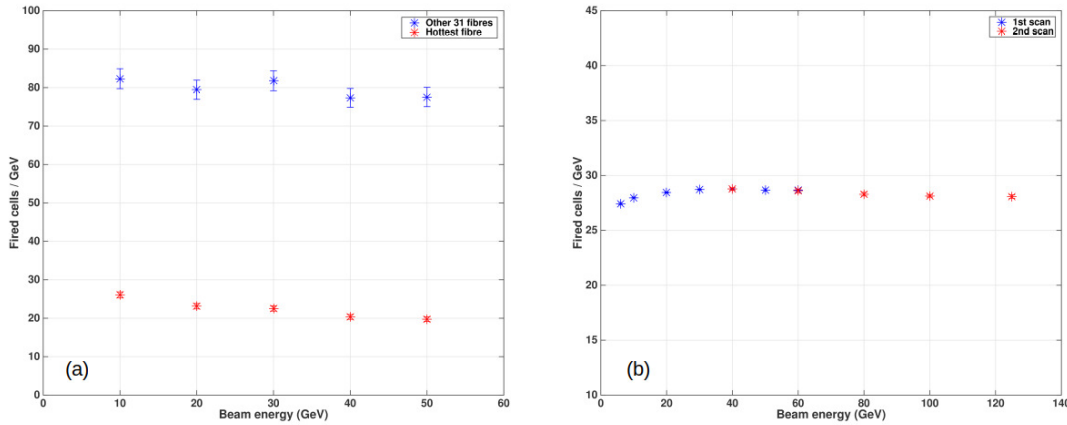 100
90
80
70
60
50
40
30
20
10
0
Fired cells / GeV
Other 31 fibres
Hottest fibre
(a)
0 10 20 30 40 50 60
Beam energy (GeV)
45
40
35
30
25
20
15
10
Fired cells / GeV
1st scan
2nd scan
(b)
0 20 40 60 80 100 120 140
Beam energy (GeV)